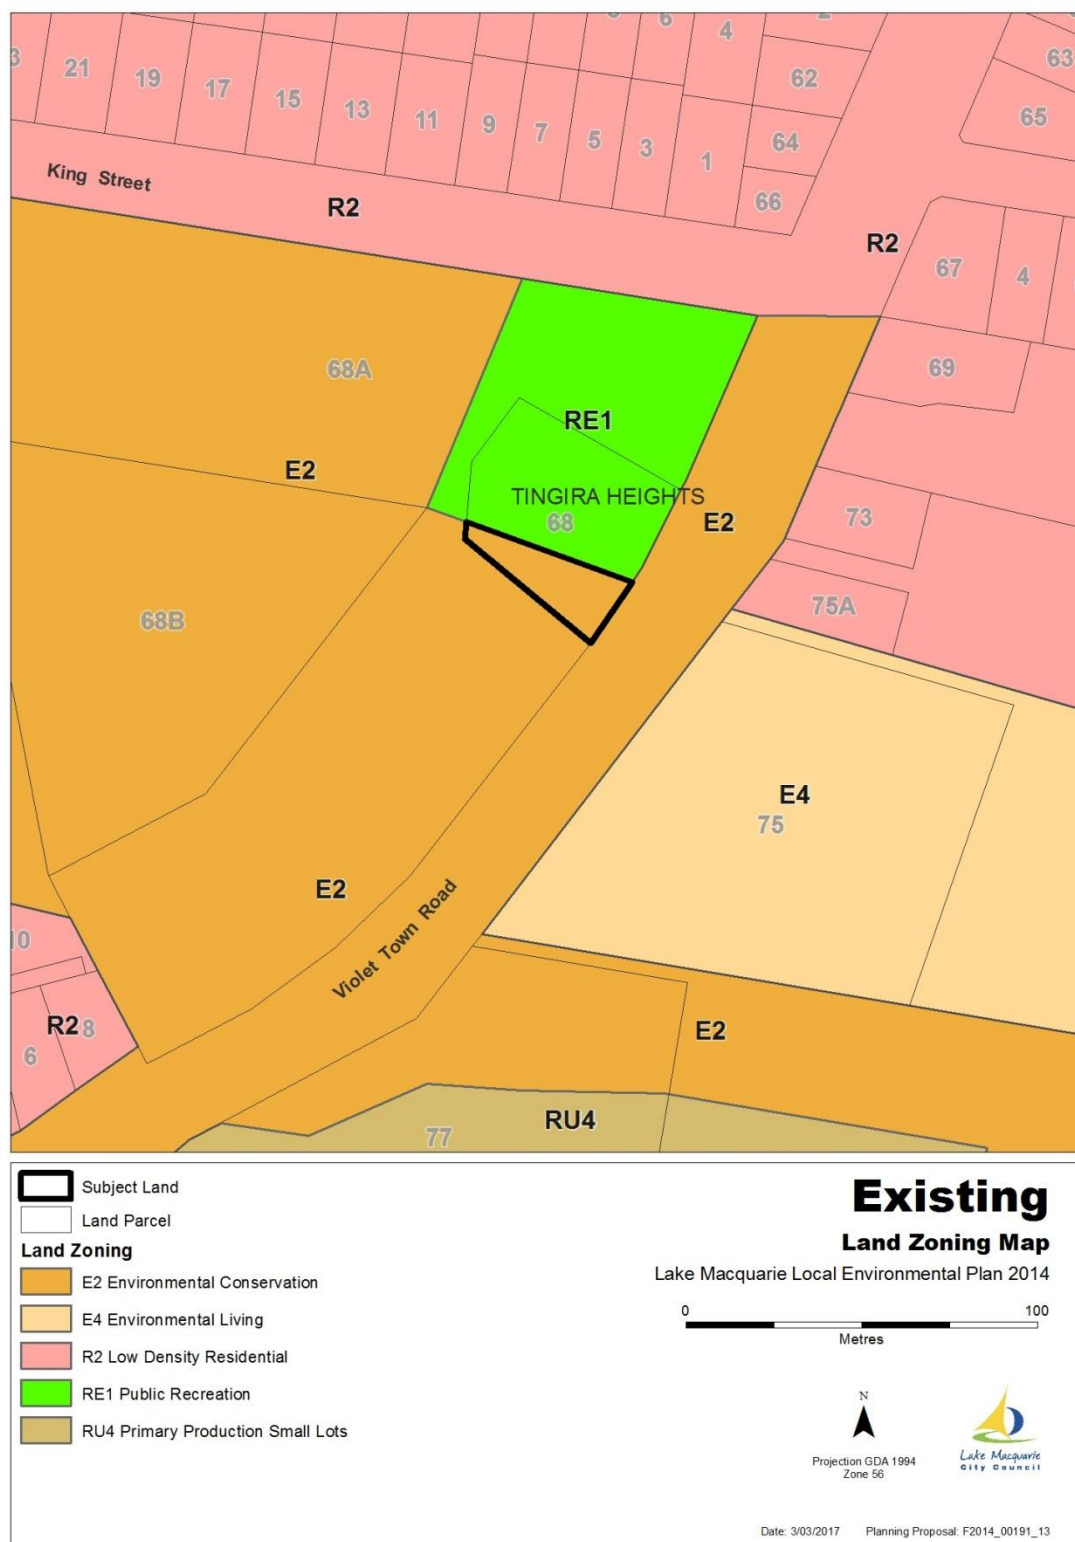 6
4
63
21
19
17
15
13
11
9
7
5
3
1
62
64
66
65
King Street
R2
R2
67
4
69
68A
RE1
E2
TINGIRA HEIGHTS
68
E2
73
75A
68B
E4
75
E2
Violet Town Road
R2
8
6
E2
RU4
77
Subject Land
Land Parcel
Land Zoning
E2 Environmental Conservation
E4 Environmental Living
R2 Low Density Residential
RE1 Public Recreation
RU4 Primary Production Small Lots
Existing
Land Zoning Map
Lake Macquarie Local Environmental Plan 2014
0 100
Metres
N
Projection GDA 1994
Zone 56
Lake Macquarie
City Council
Date: 3/03/2017 Planning Proposal: F2014_00191_13